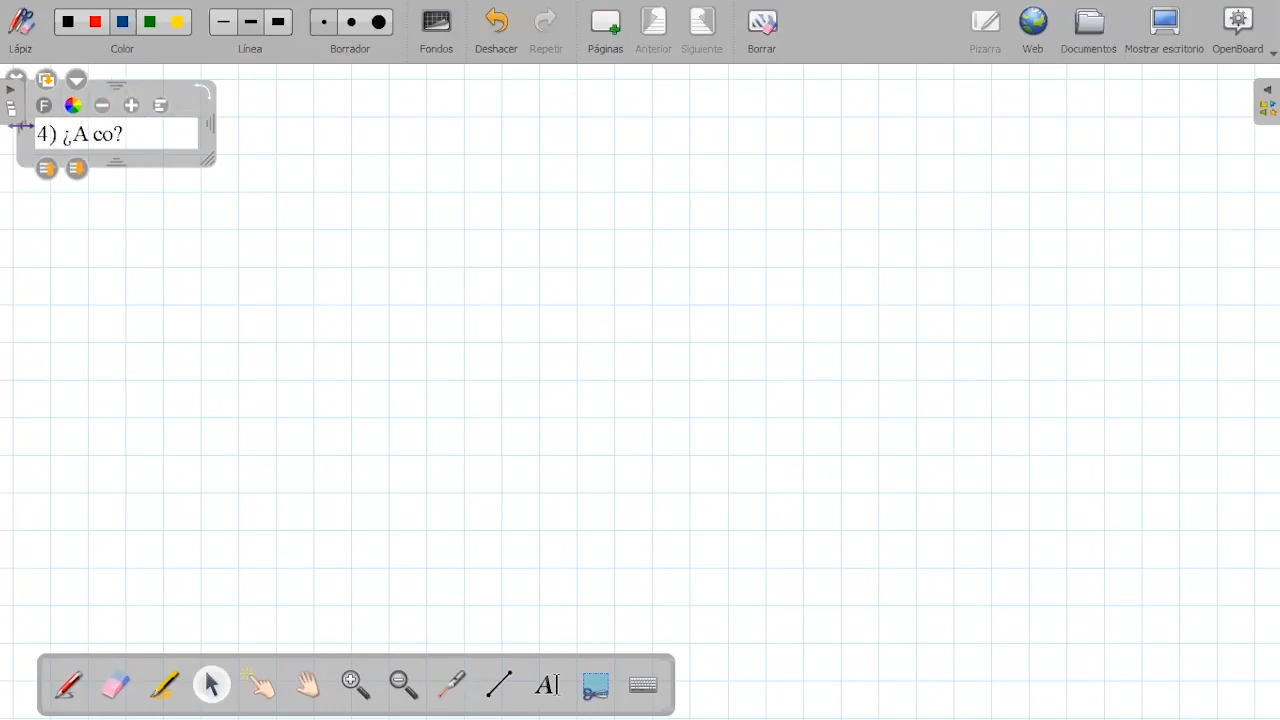 Lápiz
Color
Línea
Borrador
Fondos
Deshacer
Repetir
Páginas
Anterior
Siguiente
Borrar
Pizarra
Web
Documentos
Mostrar escritorio
OpenBoard
F
4) ¿A co?
A